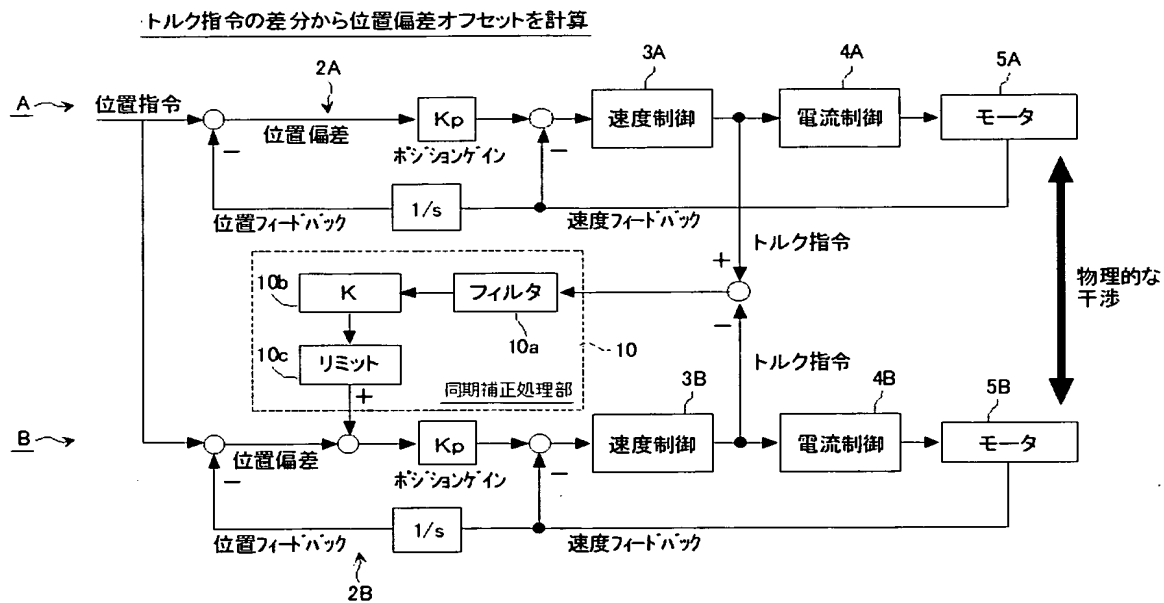 トルク指令の差分から位置偏差オフセットを計算
A
位置指令
2A
位置偏差
Kp
ポジションゲイン
3A
速度制御
4A
電流制御
5A
モータ
−
−
位置フィードバック
1/s
速度フィードバック
トルク指令
+
−
トルク指令
物理的な
干渉
10b
K
フィルタ
10a
10c
リミット
10
+
同期補正処理部
B
位置偏差
Kp
ポジションゲイン
3B
速度制御
4B
電流制御
5B
モータ
−
−
位置フィードバック
1/s
速度フィードバック
2B